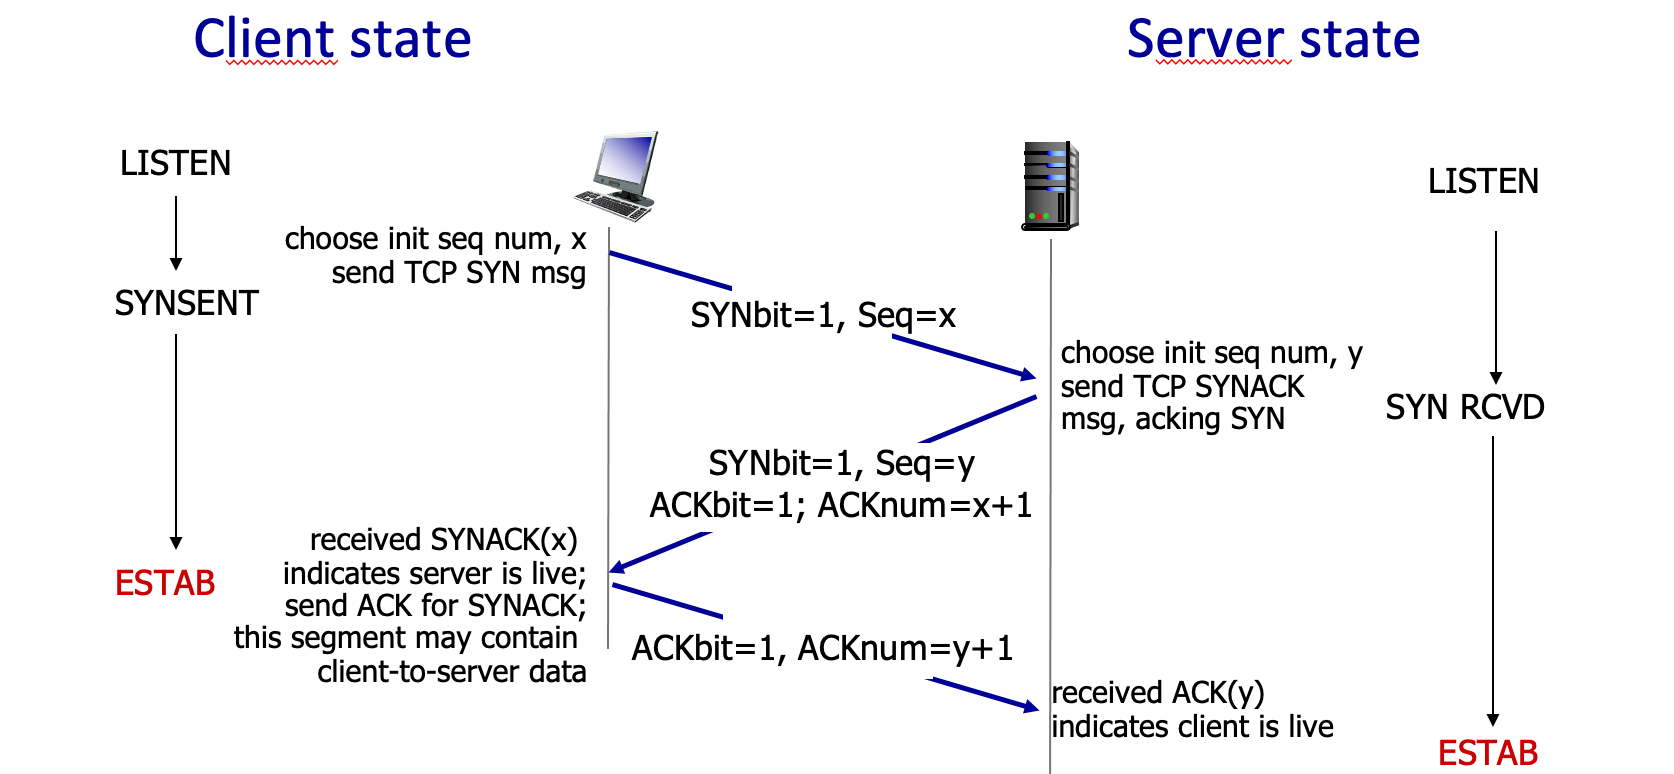 Client state
Server state
LISTEN
LISTEN
choose init seq num, x
send TCP SYN msg
SYNSENT
SYNbit=1, Seq=x
choose init seq num, y
send TCP SYNACK
msg, acking SYN
SYN RCVD
SYNbit=1, Seq=y
ACKbit=1; ACKnum=x+1
received SYNACK(x)
indicates server is live;
send ACK for SYNACK;
this segment may contain
client-to-server data
ESTAB
ACKbit=1, ACKnum=y+1
received ACK(y)
indicates client is live
ESTAB